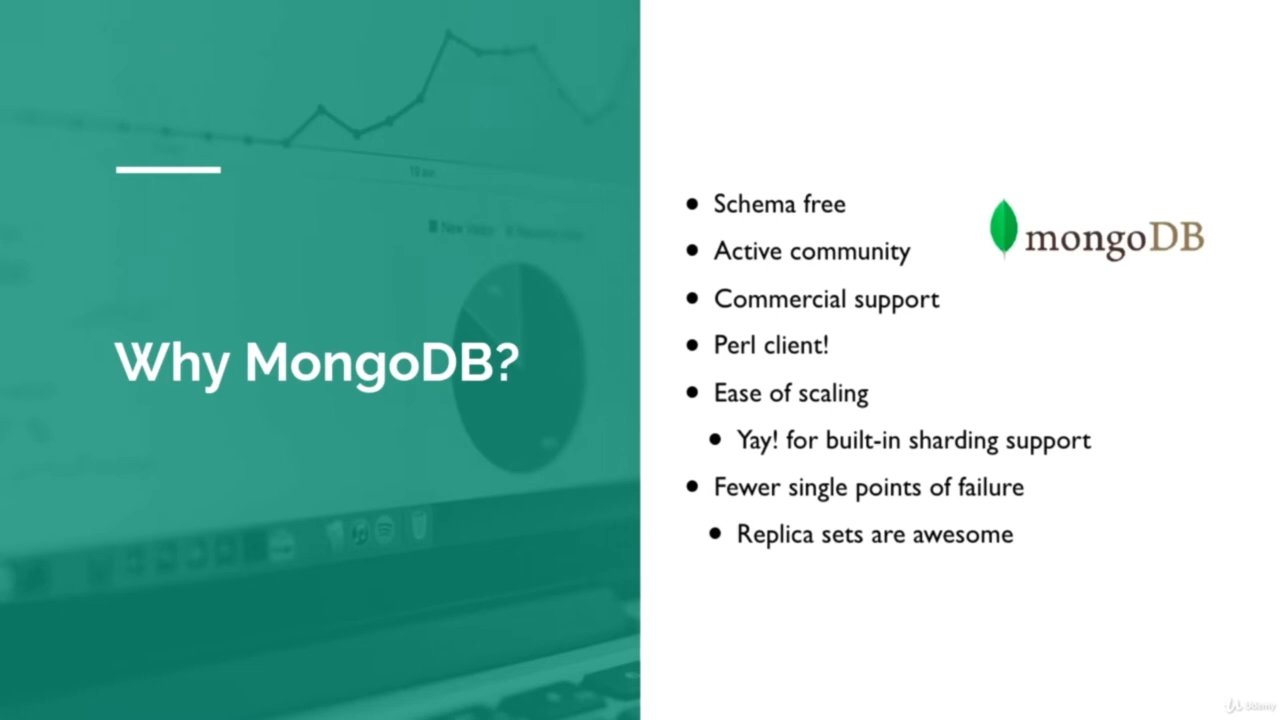 Why MongoDB?
• Schema free
• Active community
• Commercial support
• Perl client!
• Ease of scaling
• Yay! for built-in sharding support
• Fewer single points of failure
• Replica sets are awesome
mongoDB
Udemy